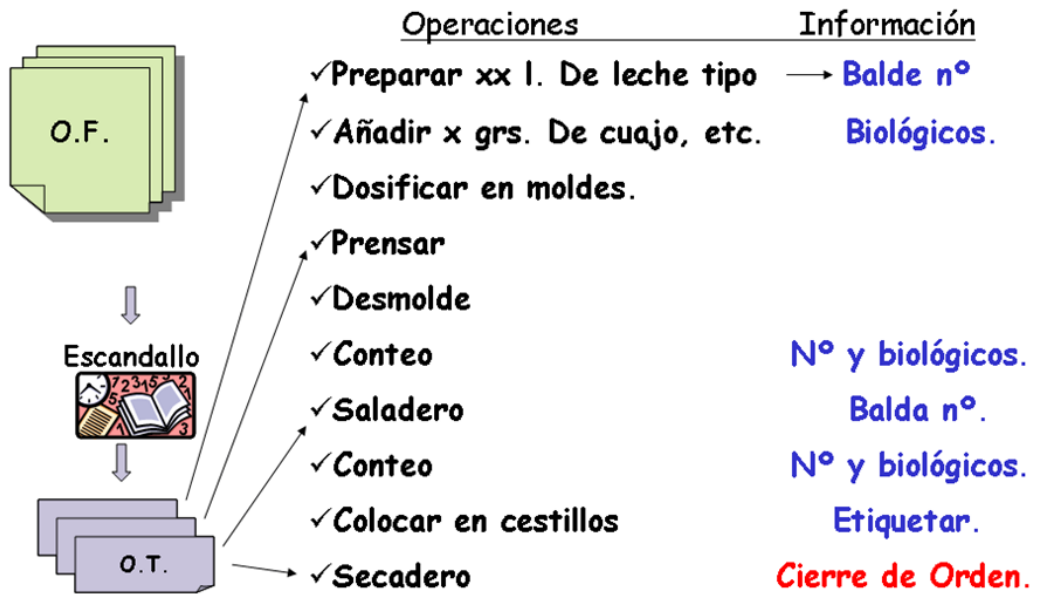 Operaciones Información
O.F.
✓Preparar xx l. De leche tipo Balde nº
✓Añadir x grs. De cuajo, etc. Biológicos.
✓Dosificar en moldes.
✓Prensar
✓Desmolde
Escandallo
✓Conteo Nº y biológicos.
✓Saladero Balda nº.
✓Conteo Nº y biológicos.
✓Colocar en cestillos Etiquetar.
O.T.
✓Secadero Cierre de Orden.